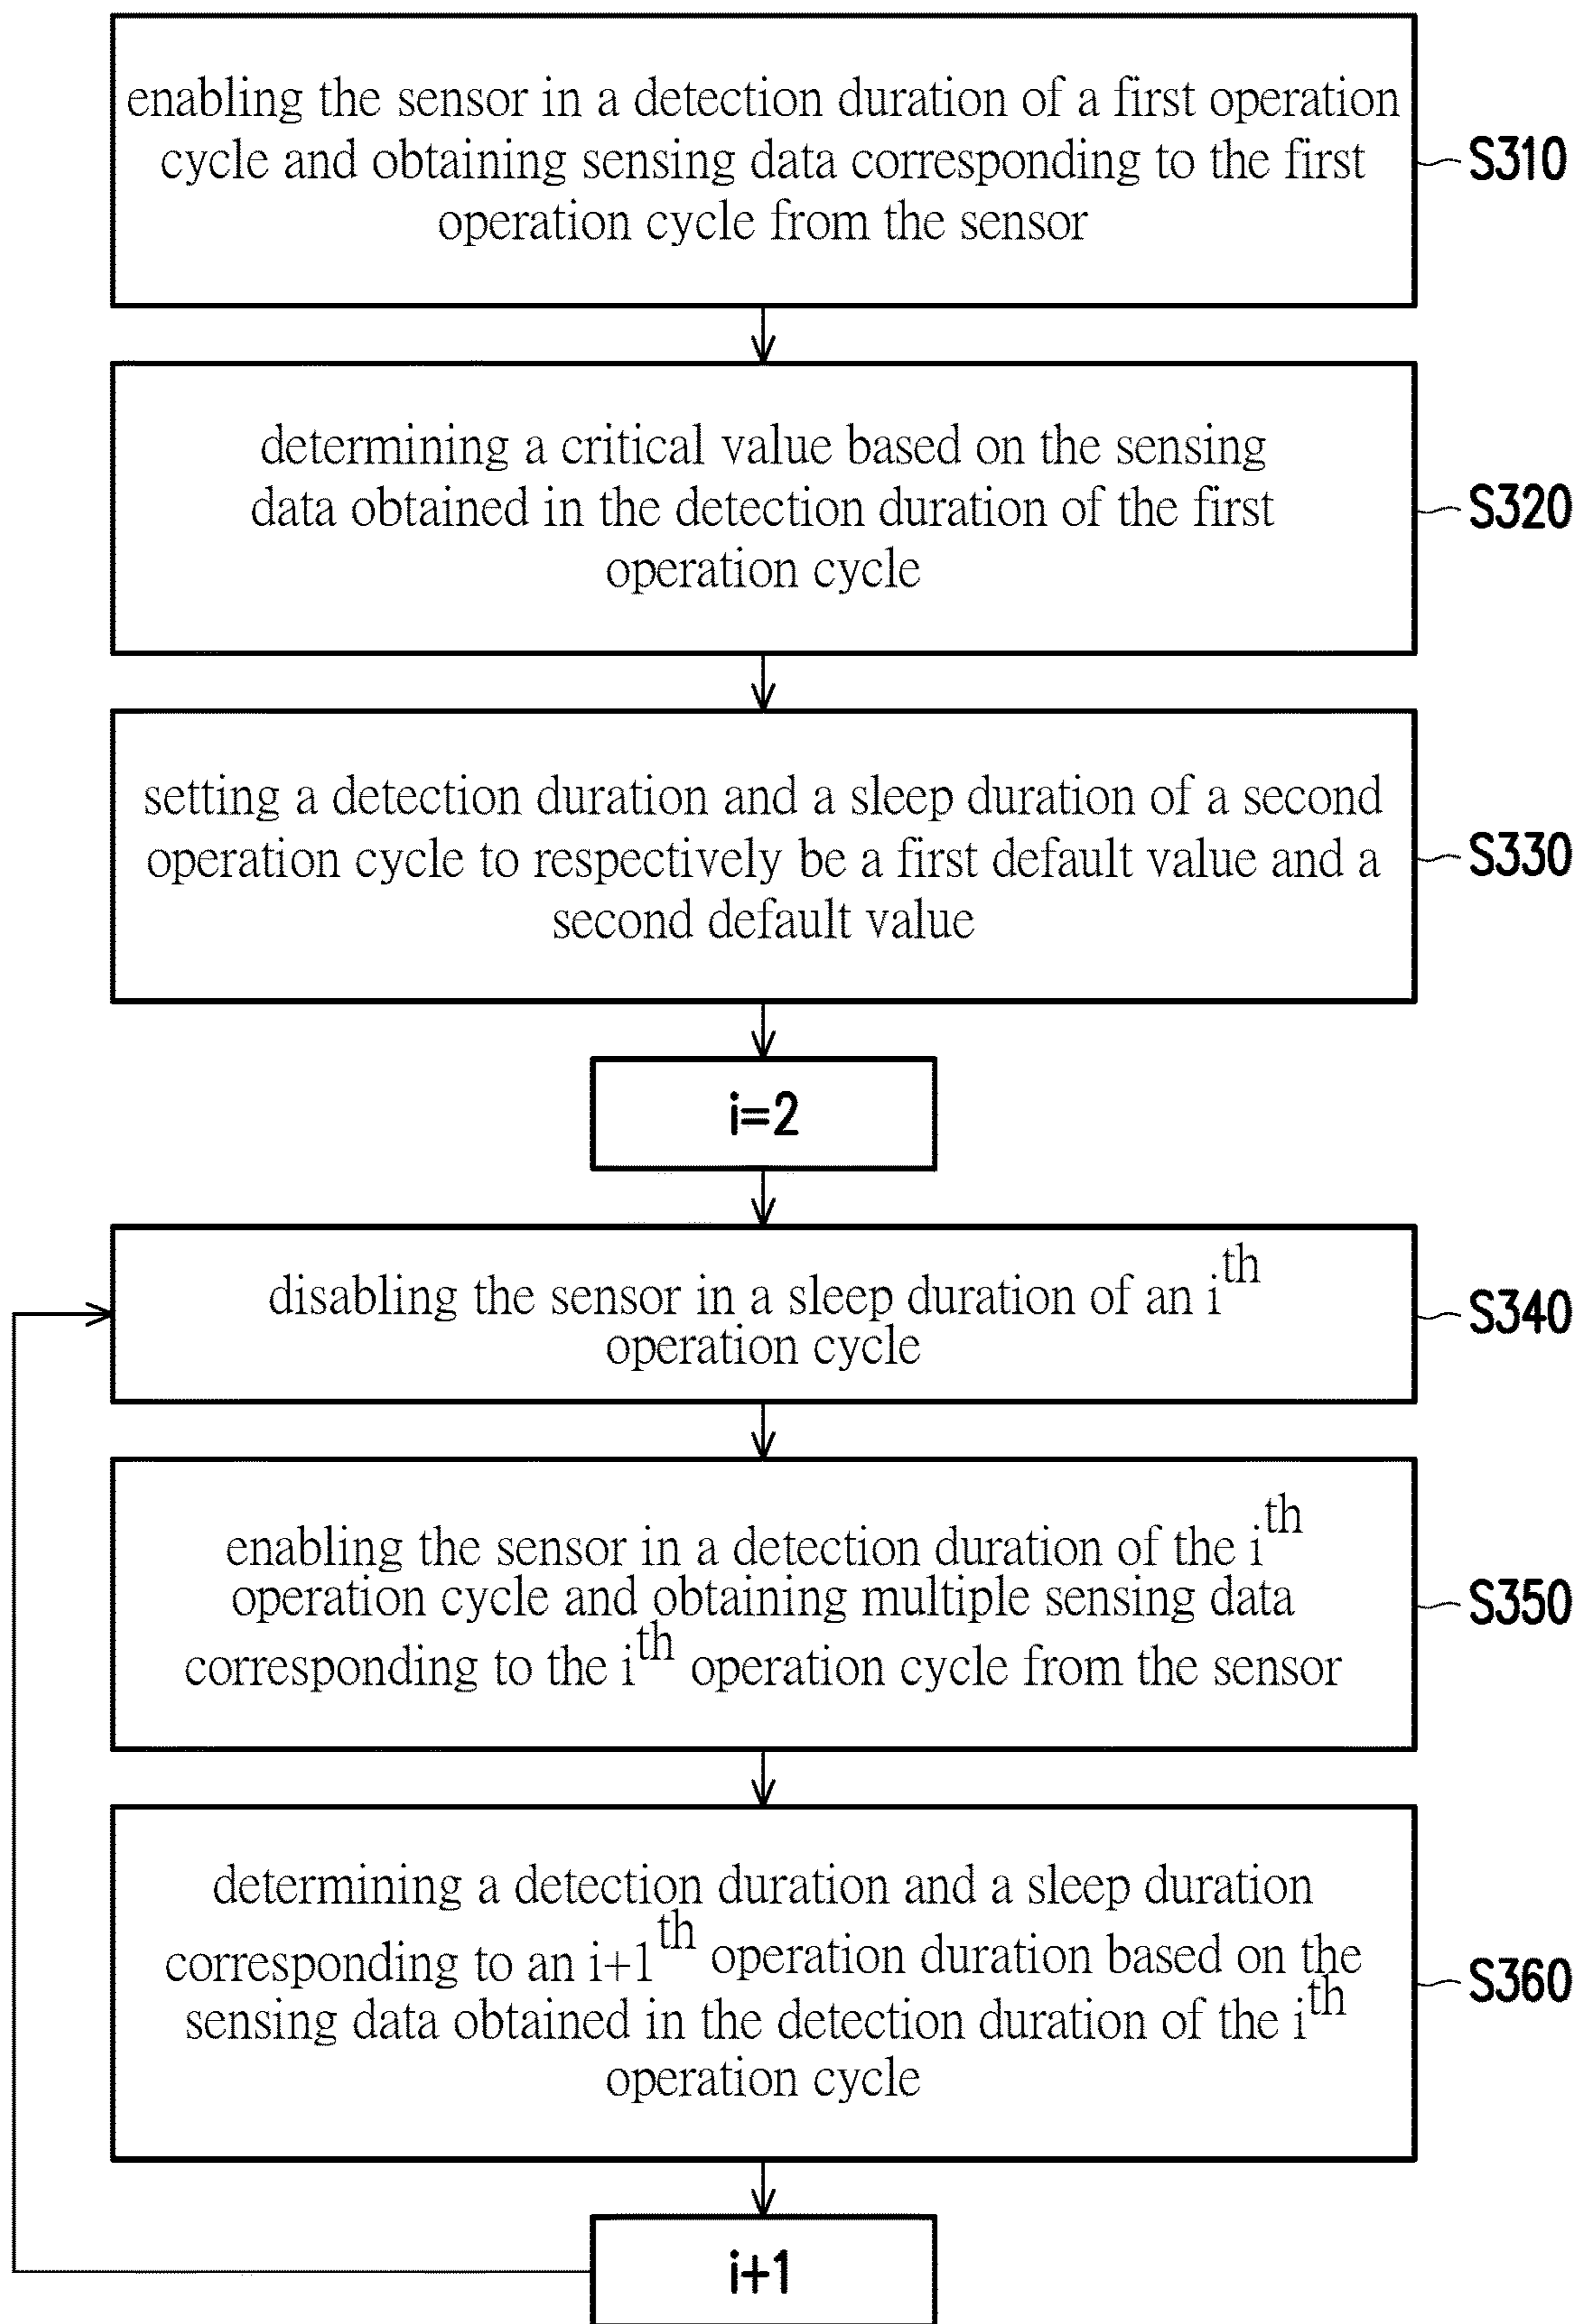 enabling the sensor in a detection duration of a first operation
cycle and obtaining sensing data corresponding to the first
operation cycle from the sensor
S310
determining a critical value based on the sensing
data obtained in the detection duration of the first
operation cycle
S320
setting a detection duration and a sleep duration of a second
operation cycle to respectively be a first default value and a
second default value
S330
i=2
disabling the sensor in a sleep duration of an i^th
operation cycle
S340
enabling the sensor in a detection duration of the i^th
operation cycle and obtaining multiple sensing data
corresponding to the i^th operation cycle from the sensor
S350
determining a detection duration and a sleep duration
corresponding to an i+1^th operation duration based on the
sensing data obtained in the detection duration of the i^th
operation cycle
S360
i+1